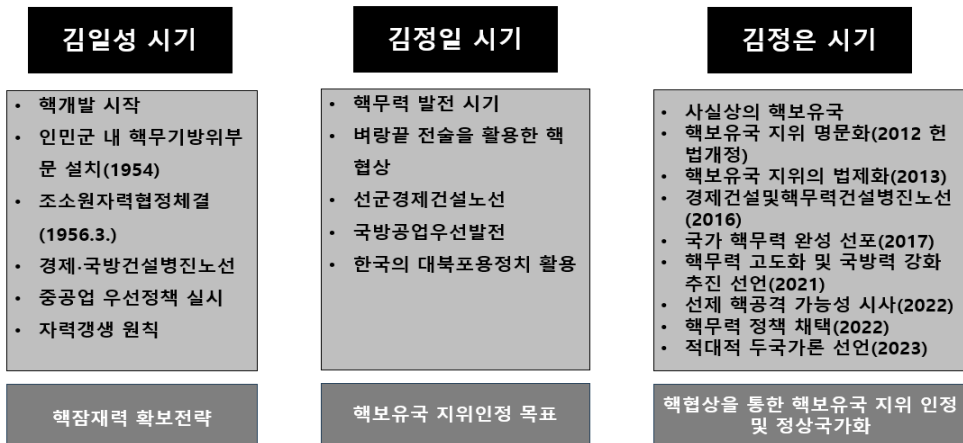 김일성 시기
• 핵개발 시작
• 인민군 내 핵무기방위부
문 설치(1954)
• 조소원자력협정체결
(1956.3.)
• 경제·국방건설병진노선
• 중공업 우선정책 실시
• 자력갱생 원칙
핵잠재력 확보전략
김정일 시기
• 핵무력 발전 시기
• 벼랑끝 전술을 활용한 핵
협상
• 선군경제건설노선
• 국방공업우선발전
• 한국의 대북포용정치 활용
핵보유국 지위인정 목표
김정은 시기
• 사실상의 핵보유국
• 핵보유국 지위 명문화(2012 헌
법개정)
• 핵보유국 지위의 법제화(2013)
• 경제건설및핵무력건설병진노선
(2016)
• 국가 핵무력 완성 선포(2017)
• 핵무력 고도화 및 국방력 강화
추진 선언(2021)
• 선제 핵공격 가능성 시사(2022)
• 핵무력 정책 채택(2022)
• 적대적 두국가론 선언(2023)
핵협상을 통한 핵보유국 지위 인정
및 정상국가화